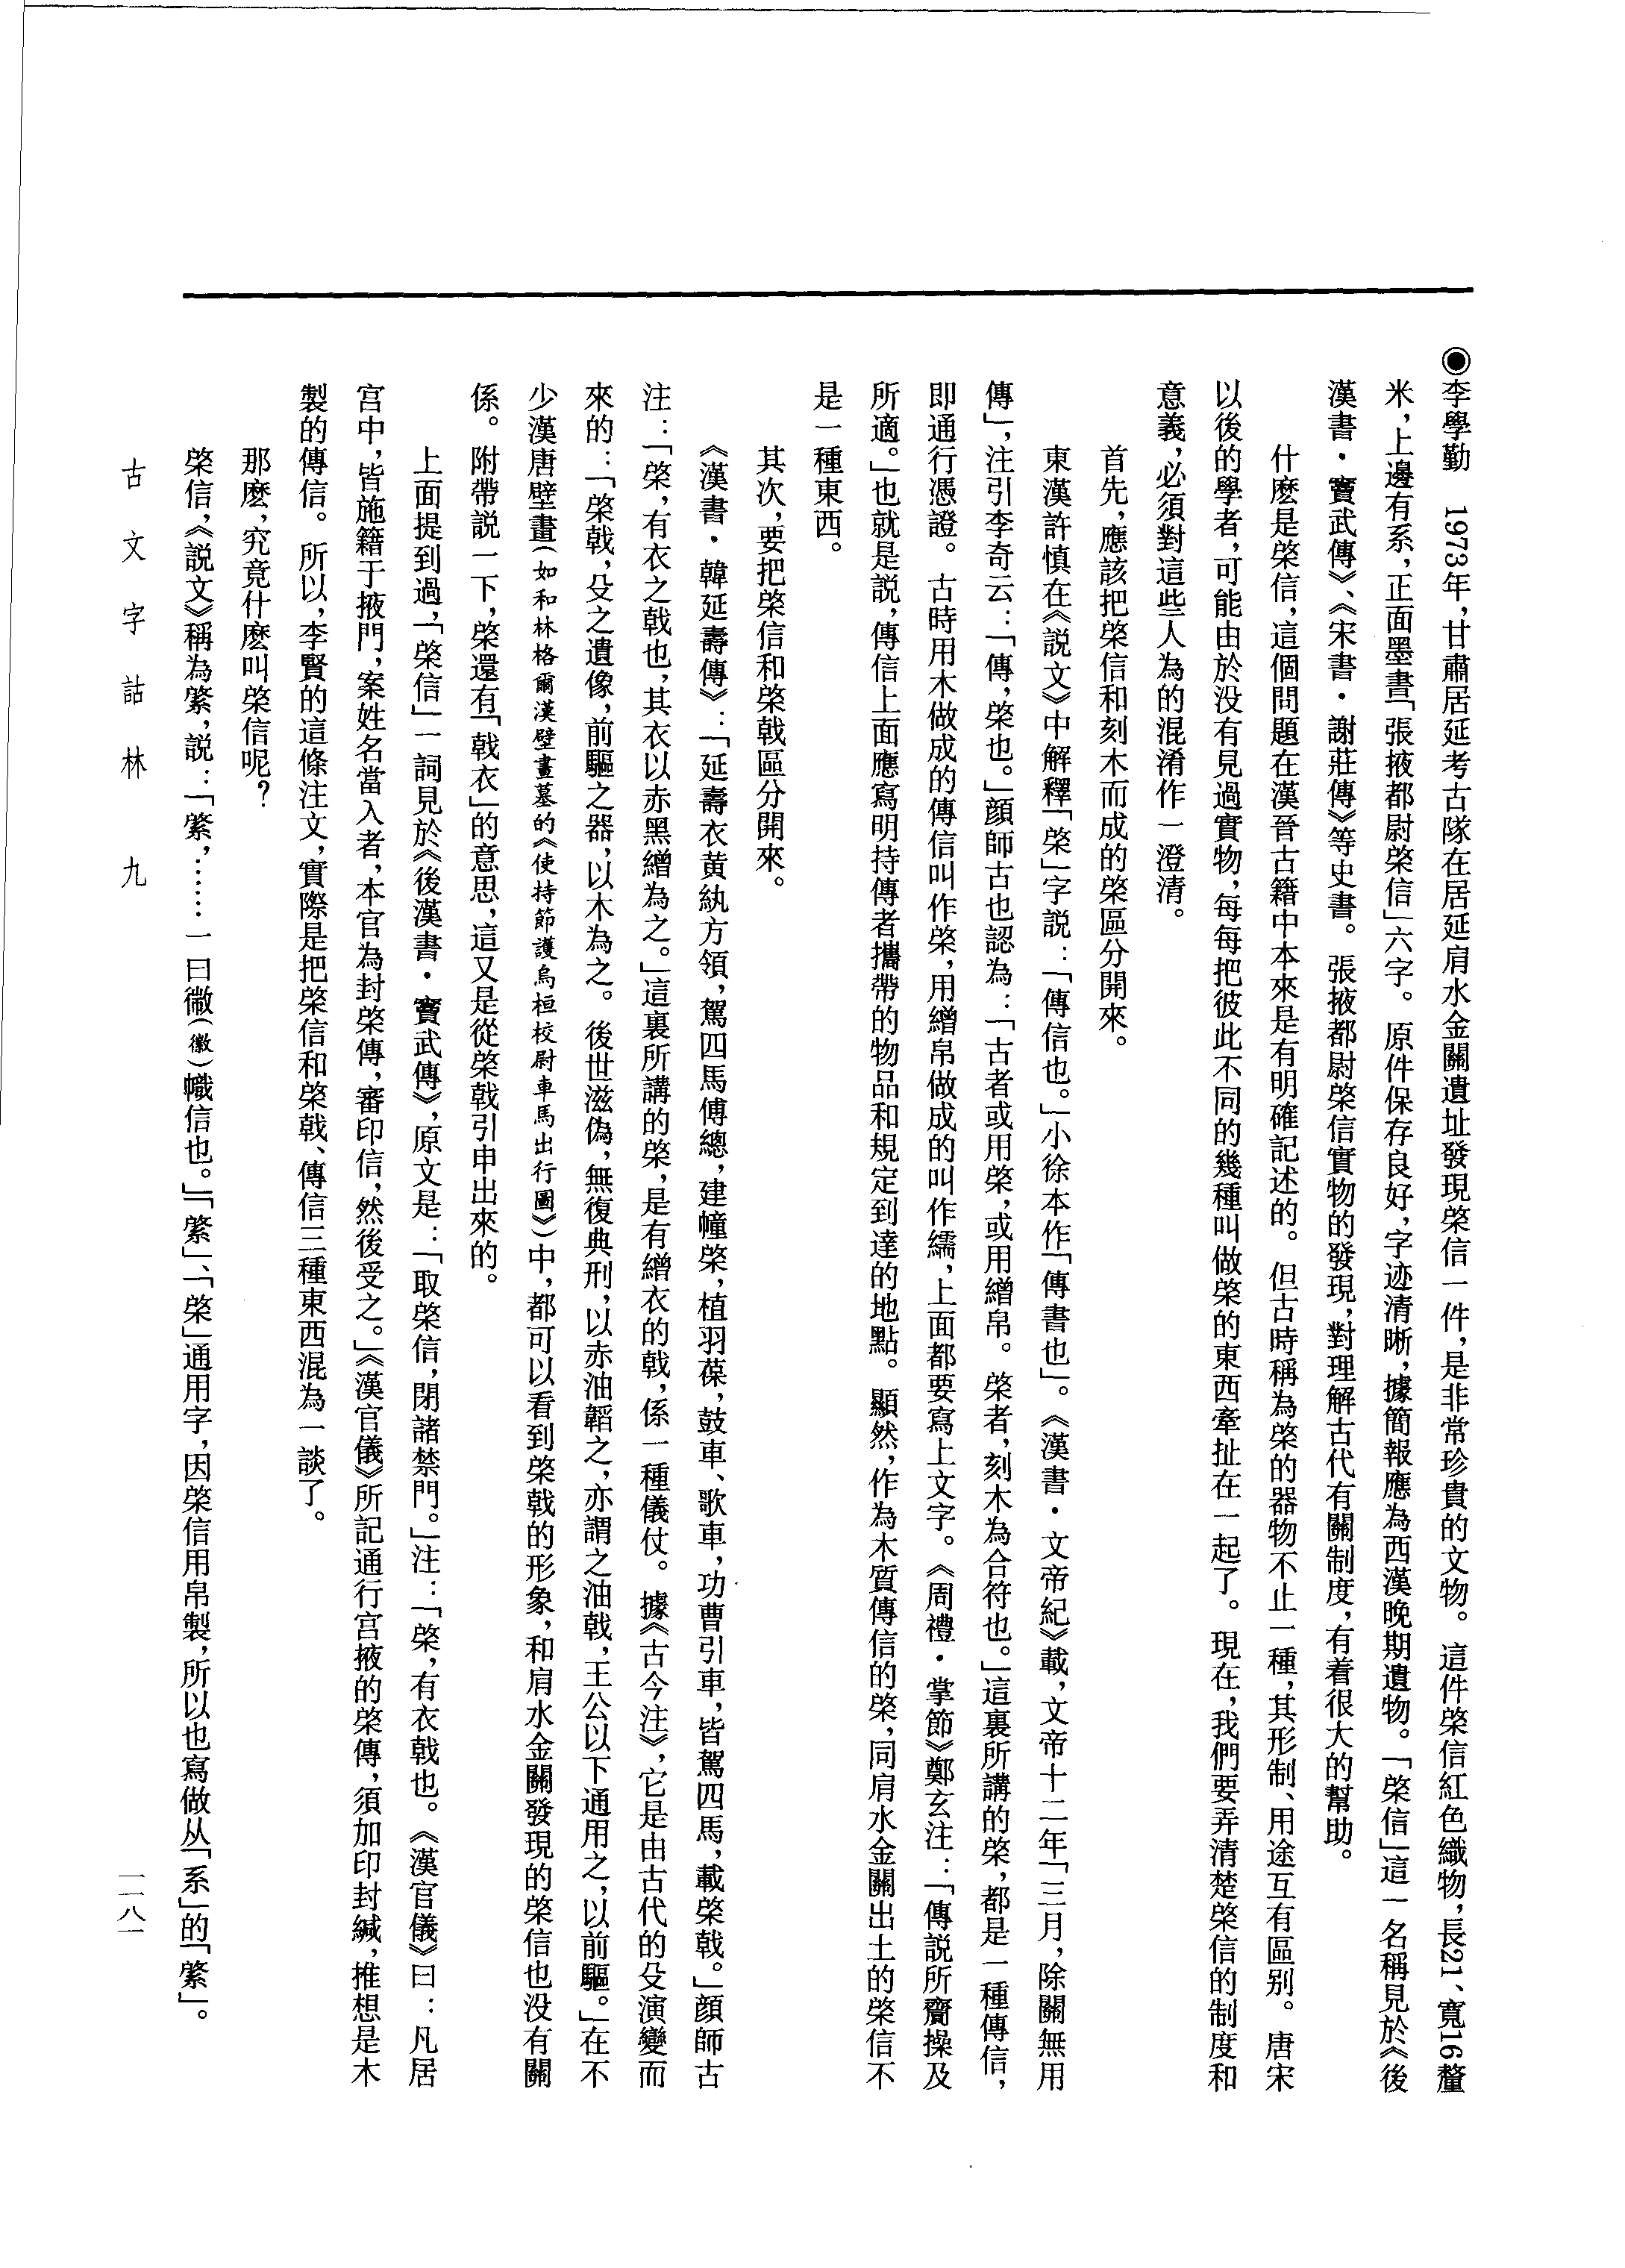 ◉李學勤　1973年，甘肅居延考古隊在居延肩水金關遺址發現棨信一件，是非常珍貴的文物。這件棨信紅色織物，長21、寬16釐
米，上邊有系，正面墨書「張掖都尉棨信」六字。原件保存良好，字迹清晰，據簡報應為西漢晚期遺物。「棨信」這一名稱見於《後
漢書·竇武傳》、《宋書·謝莊傳》等史書。張掖都尉棨信實物的發現，對理解古代有關制度，有着很大的幫助。
什麽是棨信，這個問題在漢晉古籍中本來是有明確記述的。但古時稱為棨的器物不止一種，其形制、用途互有區别。唐宋
以後的學者，可能由於没有見過實物，每每把彼此不同的幾種叫做棨的東西牽扯在一起了。現在，我們要弄清楚棨信的制度和
意義，必須對這些人為的混淆作一澄清。
首先，應該把棨信和刻木而成的棨區分開來。
東漢許慎在《説文》中解釋「棨」字説：「傳信也。」小徐本作「傳書也」。《漢書·文帝紀》載，文帝十二年「三月，除關無用
傳」，注引李奇云：「傳，棨也。」顔師古也認為：「古者或用棨，或用繒帛。棨者，刻木為合符也。」這裏所講的棨，都是一種傳信，
即通行憑證。古時用木做成的傳信叫作棨，用繒帛做成的叫作繻，上面都要寫上文字。《周禮·掌節》鄭玄注：「傳説所齎操及
所適。」也就是説，傳信上面應寫明持傳者攜帶的物品和規定到達的地點。顯然，作為木質傳信的棨，同肩水金關出土的棨信不
是一種東西。
其次，要把棨信和棨戟區分開來。
《漢書·韓延壽傳》：「延壽衣黄紈方領，駕四馬傅總，建幢棨，植羽葆，鼓車、歌車，功曹引車，皆駕四馬，載棨戟。」顔師古
注：「棨，有衣之戟也，其衣以赤黑繒為之。」這裏所講的棨，是有繒衣的戟，係一種儀仗。據《古今注》，它是由古代的殳演變而
來的：「棨戟，殳之遺像，前驅之器，以木為之。後世滋偽，無復典刑，以赤油韜之，亦謂之油戟，王公以下通用之，以前驅。」在不
少漢唐壁畫（如和林格爾漢壁畫墓的《使持節護烏桓校尉車馬出行圖》）中，都可以看到棨戟的形象，和肩水金關發現的棨信也没有關
係。附帶説一下，棨還有「戟衣」的意思，這又是從棨戟引申出來的。
上面提到過，「棨信」一詞見於《後漢書·竇武傳》，原文是：「取棨信，閉諸禁門。」注：「棨，有衣戟也。《漢官儀》曰：凡居
宫中，皆施籍于掖門，案姓名當入者，本官為封棨傳，審印信，然後受之。」《漢官儀》所記通行宫掖的棨傳，須加印封緘，推想是木
製的傳信。所以，李賢的這條注文，實際是把棨信和棨戟、傳信三種東西混為一談了。
那麽，究竟什麽叫棨信呢？
棨信，《説文》稱為綮，説：「綮，……一曰㣲（徽）幟信也。」「綮」、「棨」通用字，因棨信用帛製，所以也寫做从「系」的「綮」。
古文字詁林　九
一一八一